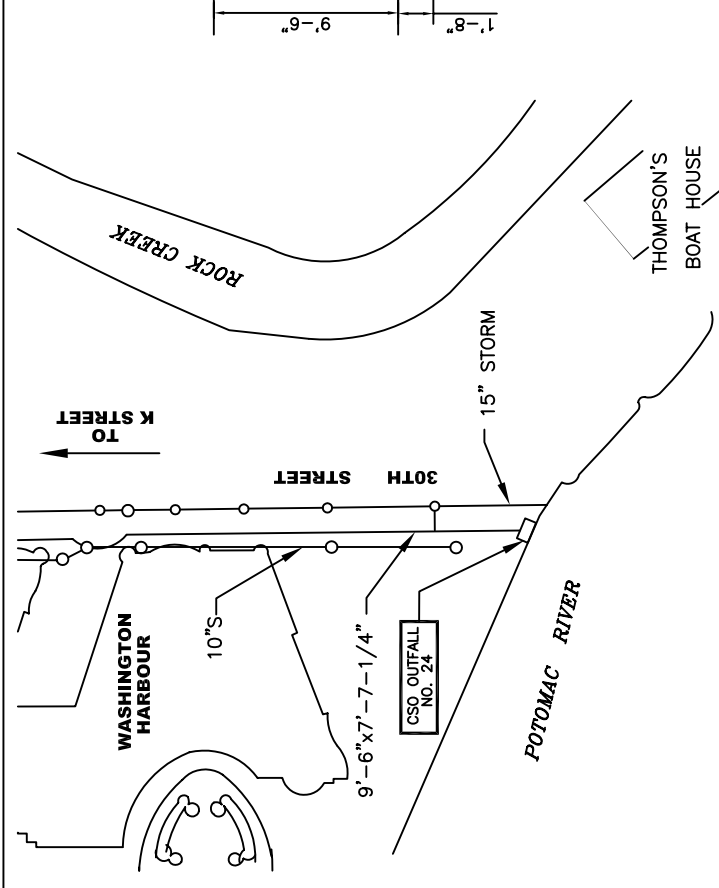 9'-6"
1'-8"
ROCK CREEK
THOMPSON'S
BOAT HOUSE
TO
K STREET
15" STORM
30TH STREET
WASHINGTON
HARBOUR
10"S
9'-6"x7'-7-1/4"
CSO OUTFALL
NO. 24
POTOMAC RIVER